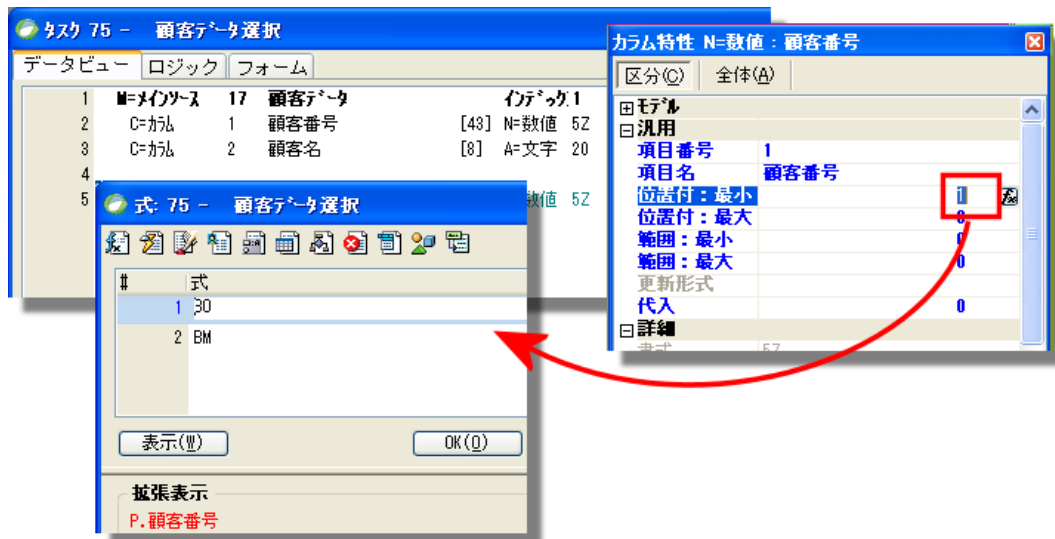 タスク 75 - 顧客データ選択
データビュー ロジック フォーム
1 M=メインソース 17 顧客データ インデックス:1
2 C=カラム 1 顧客番号 [43] N=数値 5Z
3 C=カラム 2 顧客名 [8] A=文字 20
4
5 数値 5Z
カラム特性 N=数値:顧客番号
区分(C) 全体(A)
モデル
汎用
項目番号 1
項目名 顧客番号
位置付:最小 1
位置付:最大 0
範囲:最小 0
範囲:最大 0
更新形式
代入 0
詳細
書式 5Z
式: 75 - 顧客データ選択
# 式
1 BO
2 BM
表示(W) OK(O)
拡張表示
P.顧客番号